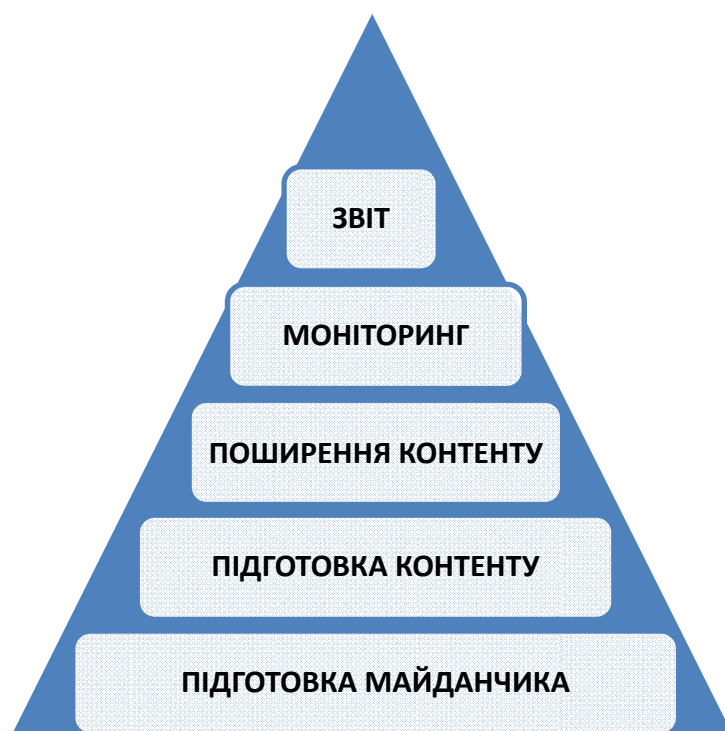 ЗВІТ
МОНІТОРИНГ
ПОШИРЕННЯ КОНТЕНТУ
ПІДГОТОВКА КОНТЕНТУ
ПІДГОТОВКА МАЙДАНЧИКА